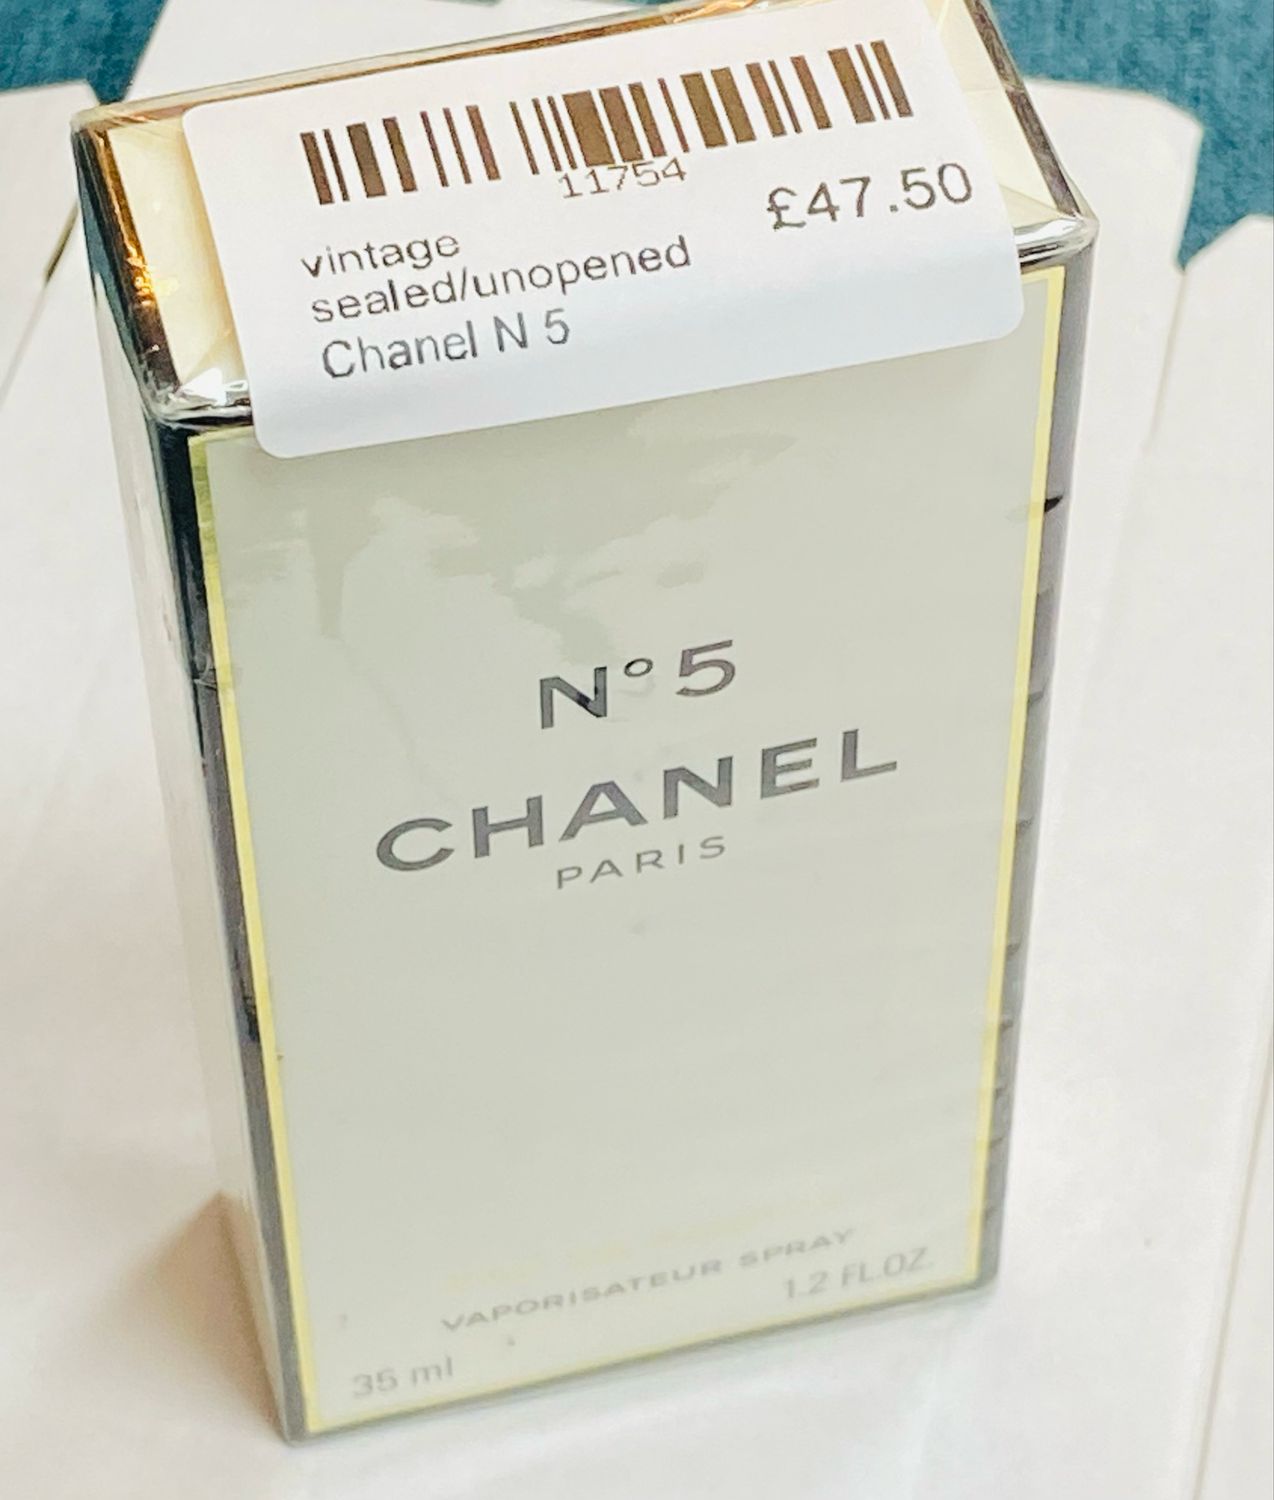 11754
£47.50
vintage
sealed/unopened
Chanel N 5
N° 5
CHANEL
PARIS
VAPORISATEUR SPRAY
35 ml 1.2 FL.OZ.